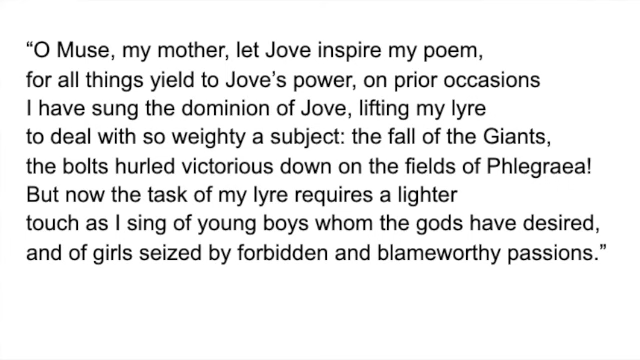 “O Muse, my mother, let Jove inspire my poem,
for all things yield to Jove’s power, on prior occasions
I have sung the dominion of Jove, lifting my lyre
to deal with so weighty a subject: the fall of the Giants,
the bolts hurled victorious down on the fields of Phlegraea!
But now the task of my lyre requires a lighter
touch as I sing of young boys whom the gods have desired,
and of girls seized by forbidden and blameworthy passions.”